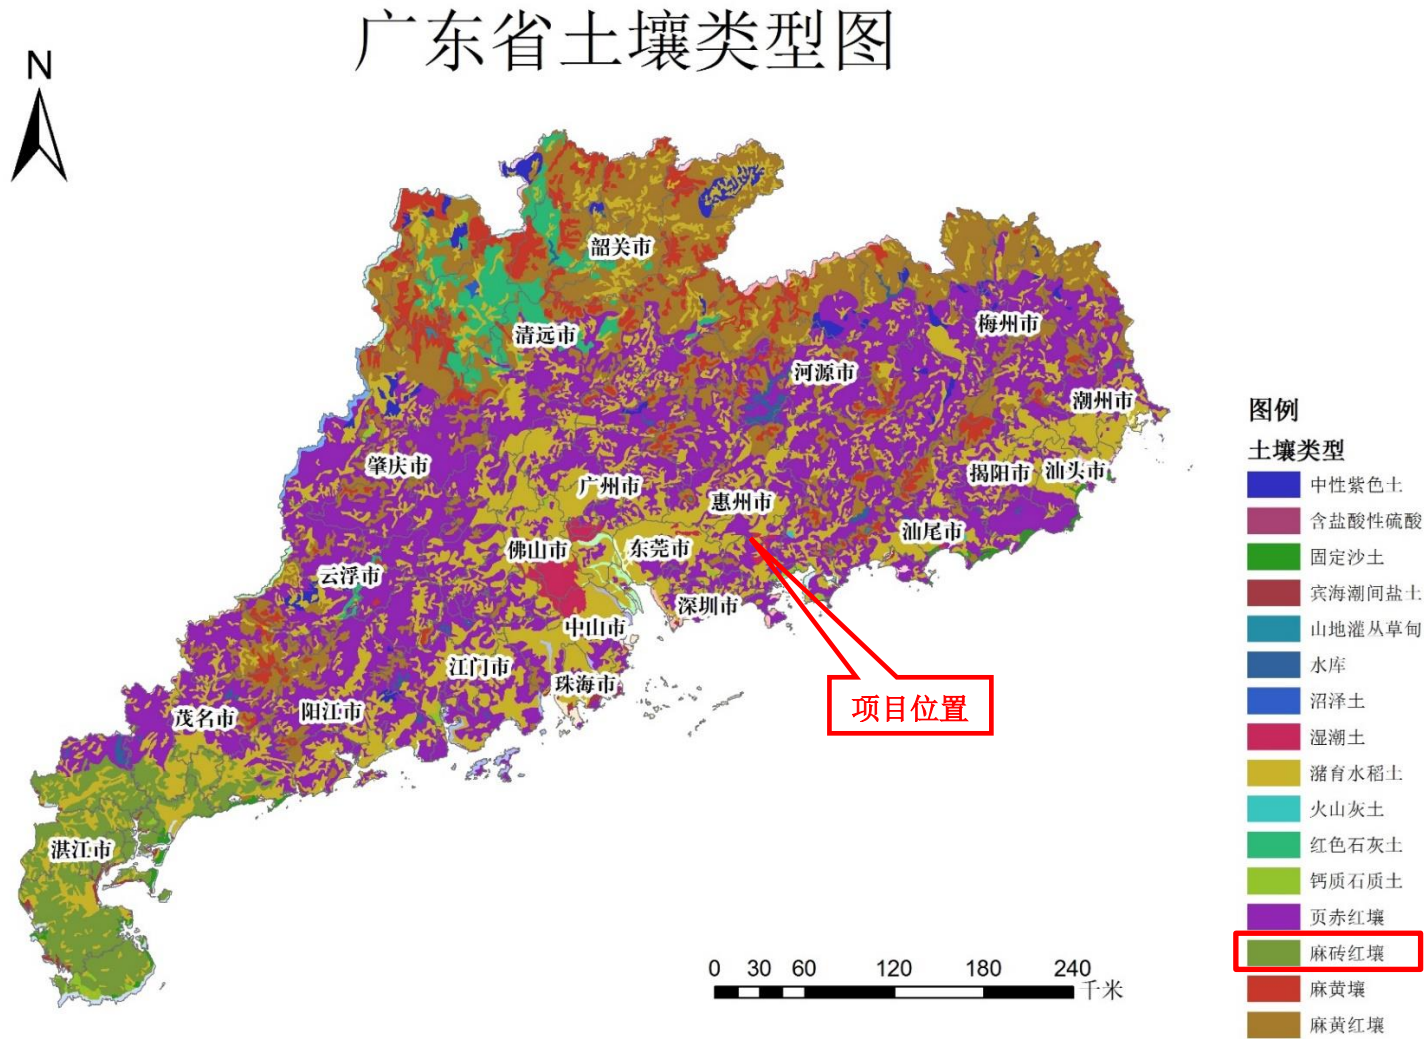 广东省土壤类型图
N
韶关市
清远市
梅州市
河源市
潮州市
肇庆市
广州市
惠州市
揭阳市
汕头市
佛山市
东莞市
汕尾市
云浮市
深圳市
中山市
江门市
珠海市
茂名市
阳江市
湛江市
项目位置
图例
土壤类型
中性紫色土
含盐酸性硫酸
固定沙土
宾海潮间盐土
山地灌丛草甸
水库
沼泽土
湿潮土
潴育水稻土
火山灰土
红色石灰土
钙质石质土
页赤红壤
麻砖红壤
麻黄壤
麻黄红壤
0 30 60 120 180 240
千米